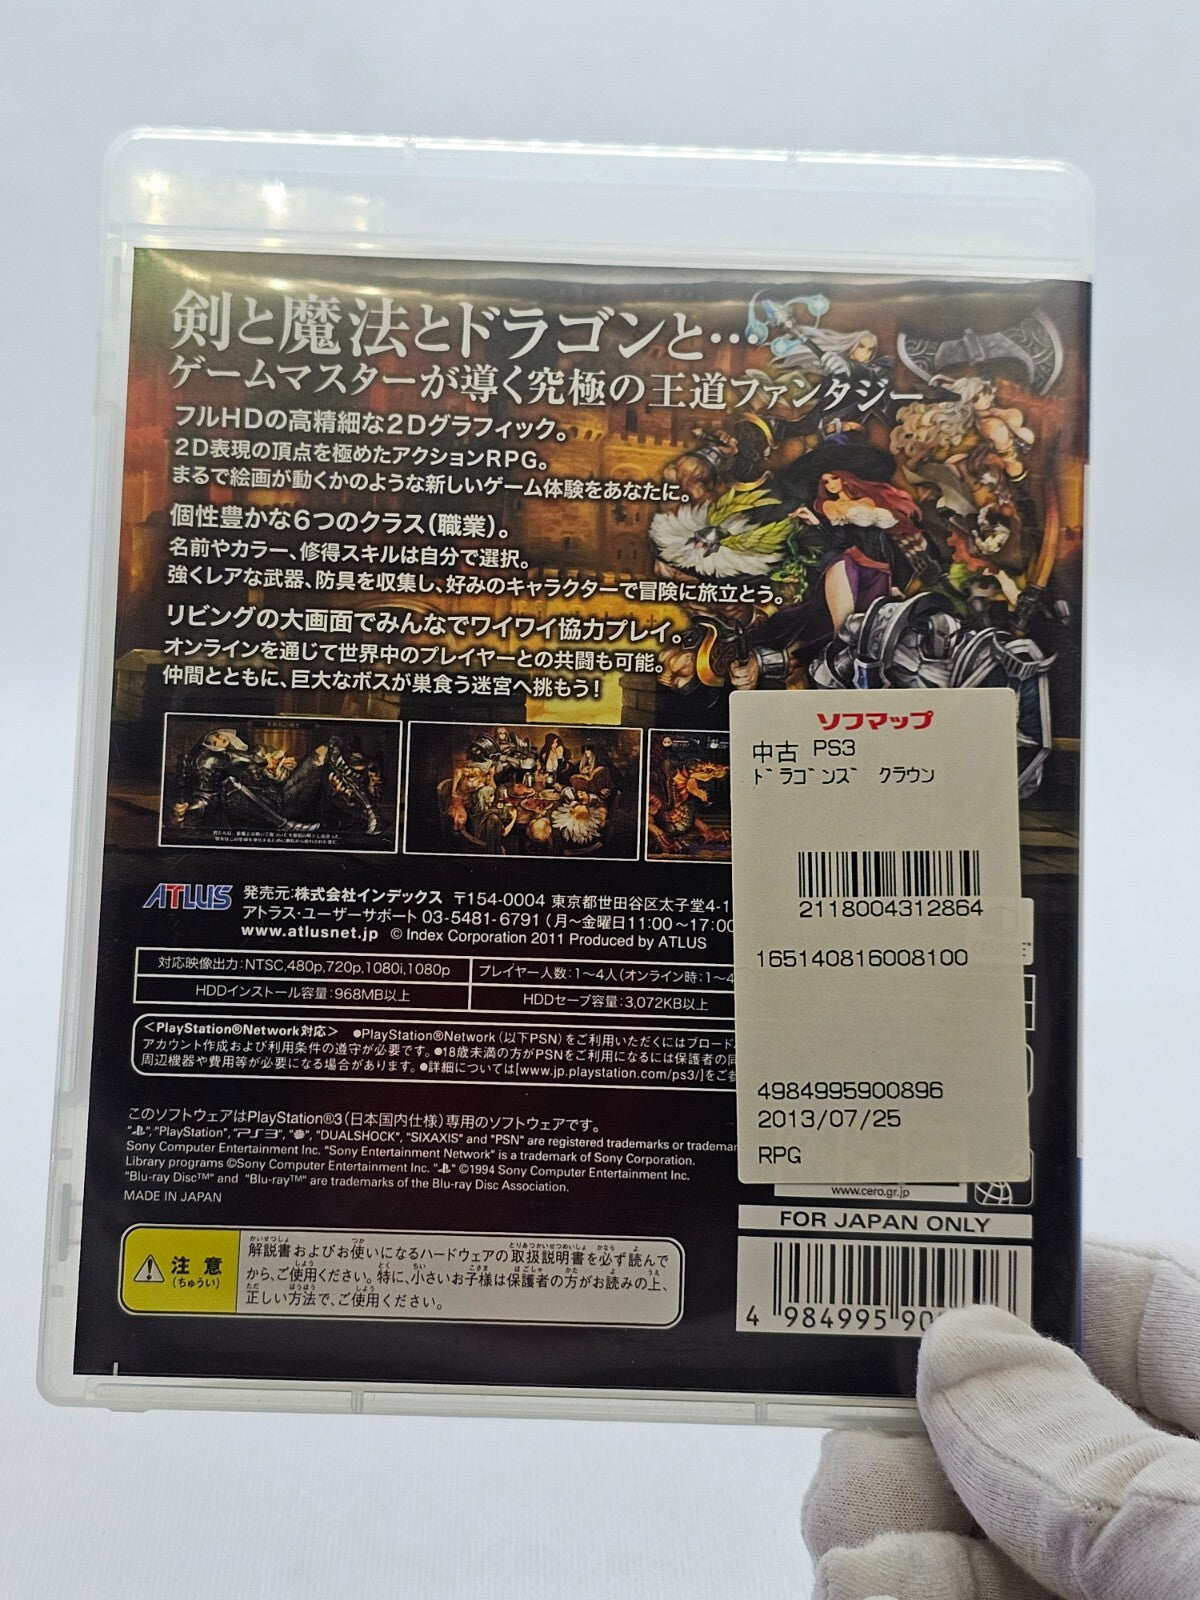 剣と魔法とドラゴンと…
ゲームマスターが導く究極の王道ファンタジー
フルHDの高精細な2Dグラフィック。
2D表現の頂点を極めたアクションRPG。
まるで絵画が動くかのような新しいゲーム体験をあなたに。
個性豊かな6つのクラス(職業)。
名前やカラー、修得スキルは自分で選択。
強くレアな武器、防具を収集し、好みのキャラクターで冒険に旅立とう。
リビングの大画面でみんなでワイワイ協力プレイ。
オンラインを通じて世界中のプレイヤーとの共闘も可能。
仲間とともに、巨大なボスが巣食う迷宮へ挑もう!
ソフマップ
中古 PS3
ドラゴンズ クラウン
2118004312864
165140816008100
4984995900896
2013/07/25
RPG
ATLUS 発売元:株式会社インデックス 〒154-0004 東京都世田谷区太子堂4-1
アトラス・ユーザーサポート 03-5481-6791 (月~金曜日11:00~17:00
www.atlusnet.jp © Index Corporation 2011 Produced by ATLUS
対応映像出力:NTSC,480p,720p,1080i,1080p
プレイヤー人数:1~4人(オンライン時:1~4
HDDインストール容量:968MB以上
HDDセーブ容量:3,072KB以上
<PlayStation®Network対応> ●PlayStation®Network (以下PSN)をご利用いただくにはブロード
アカウント作成および利用条件の遵守が必要です。●18歳未満の方がPSNをご利用になるには保護者の同
周辺機器や費用等が必要になる場合があります。●詳細については[www.jp.playstation.com/ps3/]をご参
このソフトウェアはPlayStation®3(日本国内仕様)専用のソフトウェアです。
"PlayStation", "PS3", "DUALSHOCK", "SIXAXIS" and "PSN" are registered trademarks or trademar
Sony Computer Entertainment Inc. "Sony Entertainment Network" is a trademark of Sony Corporation.
Library programs ©Sony Computer Entertainment Inc. ©1994 Sony Computer Entertainment Inc.
"Blu-ray Disc™" and "Blu-ray™" are trademarks of the Blu-ray Disc Association.
MADE IN JAPAN
www.cero.gr.jp
FOR JAPAN ONLY
4 984995 90
注意
(ちゅうい)
解説書およびお使いになるハードウェアの取扱説明書を必ず読んで
から、ご使用ください。特に、小さいお子様は保護者の方がお読みの上、
正しい方法で、ご使用ください。